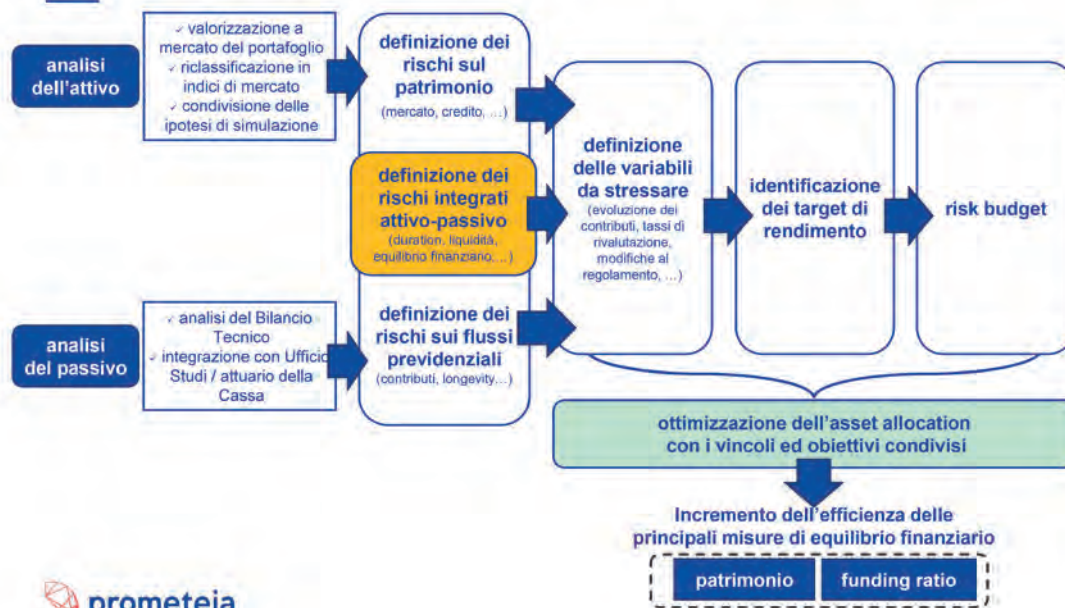 analisi
dell'attivo
✓ valorizzazione a
mercato del portafoglio
✓ riclassificazione in
indici di mercato
✓ condivisione delle
ipotesi di simulazione
definizione dei
rischi sul
patrimonio
(mercato, credito, ...)
definizione dei
rischi integrati
attivo-passivo
(duration, liquidità,
equilibrio finanziario,...)
analisi
del passivo
✓ analisi del Bilancio
Tecnico
✓ integrazione con Ufficio
Studi / attuario della
Cassa
definizione dei
rischi sui flussi
previdenziali
(contributi, longevity...)
definizione
delle variabili
da stressare
(evoluzione dei
contributi, tassi di
rivalutazione,
modifiche al
regolamento, ...)
identificazione
dei target di
rendimento
risk budget
ottimizzazione dell'asset allocation
con i vincoli ed obiettivi condivisi
Incremento dell'efficienza delle
principali misure di equilibrio finanziario
patrimonio
funding ratio
prometeia